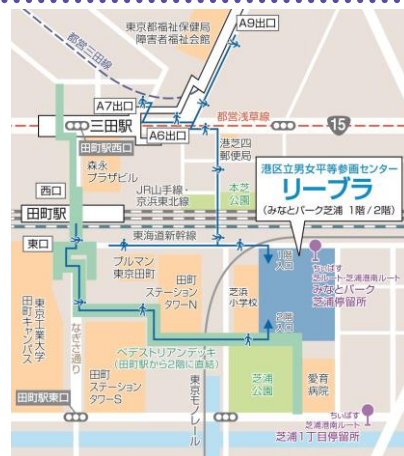 東京都福祉保健局
障害者福祉会館
A9出口
都営三田線
A7出口
都営浅草線
15
三田駅
A6出口
田町駅西口
港芝四
郵便局
森永
プラザビル
港区立男女平等参画センター
リーブラ
(みなとパーク芝浦 1階/2階)
西口
JR山手線・
京浜東北線
本芝
公園
田町駅
東海道新幹線
東口
1階
入口
ちぃばす
芝ルート・芝浦港南ルート
みなとパーク
芝浦停留所
プルマン
東京田町
田町
ステーション
タワーN
芝浜
小学校
2階
入口
東京工業大学
田町キャンパス
なぎさ通り
ペデストリアンデッキ
(田町駅から2階に直結)
田町
ステーション
タワーS
東京モノレール
芝浦
公園
愛育
病院
田町駅東口
ちぃばす
芝浦港南ルート
芝浦1丁目停留所